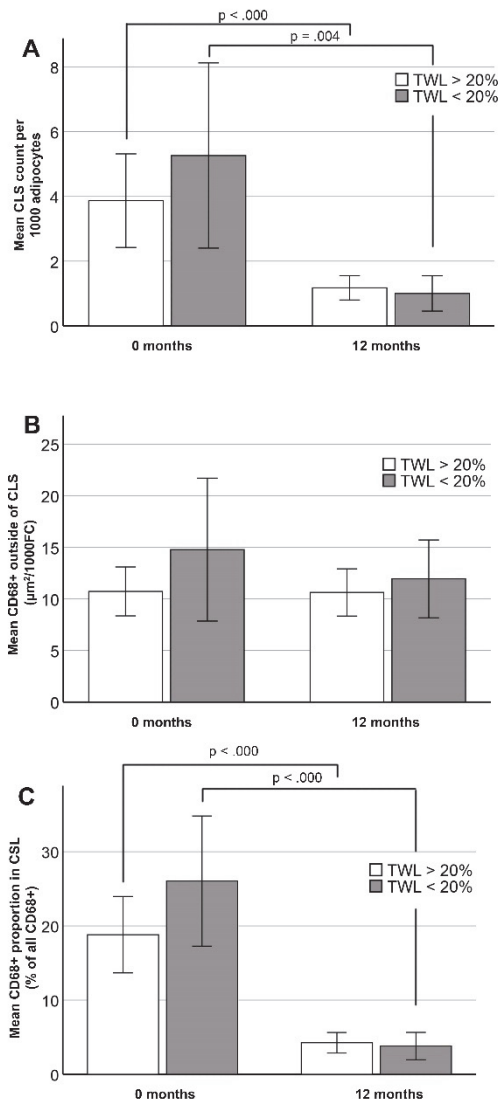 p < .000
p = .004
A
8
6
4
2
0
Mean CLS count per
1000 adipocytes
TWL > 20%
TWL < 20%
0 months
12 months
B
25
20
15
10
5
0
Mean CD68+ outside of CLS
(µm²/1000FC)
TWL > 20%
TWL < 20%
0 months
12 months
p < .000
p < .000
C
30
20
10
0
Mean CD68+ proportion in CSL
(% of all CD68+)
TWL > 20%
TWL < 20%
0 months
12 months